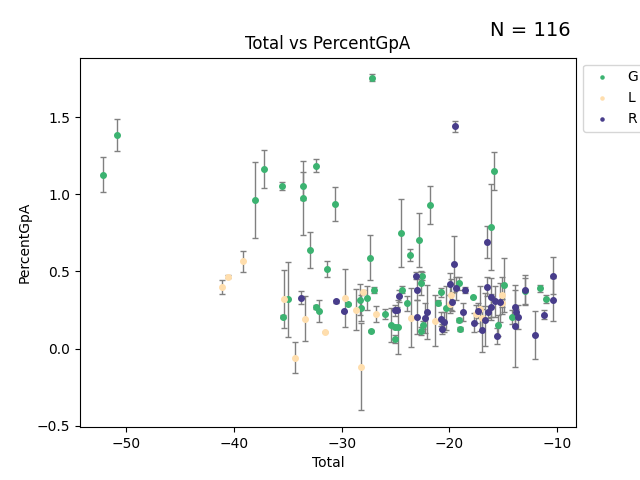 N = 116
Total vs PercentGpA
G
L
R
PercentGpA
1.5
1.0
0.5
0.0
−0.5
−50
−40
−30
−20
−10
Total